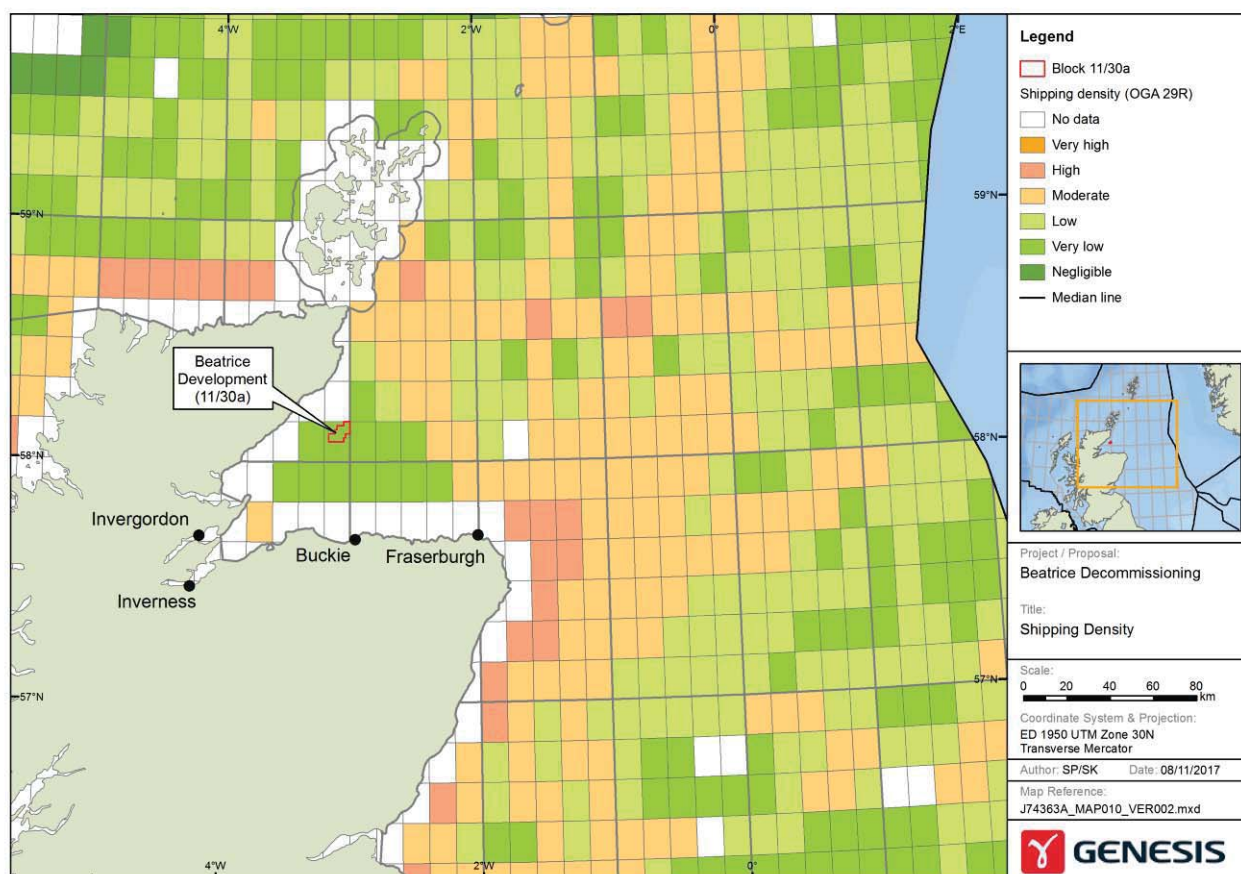 4°W
2°W
0°
2°E
59°N
59°N
58°N
58°N
57°N
57°N
4°W
2°W
0°
Beatrice
Development
(11/30a)
Invergordon
Inverness
Buckie
Fraserburgh
Legend
Block 11/30a
Shipping density (OGA 29R)
No data
Very high
High
Moderate
Low
Very low
Negligible
Median line
Project / Proposal:
Beatrice Decommissioning
Title:
Shipping Density
Scale:
0 20 40 60 80
km
Coordinate System & Projection:
ED 1950 UTM Zone 30N
Transverse Mercator
Author: SP/SK Date: 08/11/2017
Map Reference:
J74363A_MAP010_VER002.mxd
GENESIS